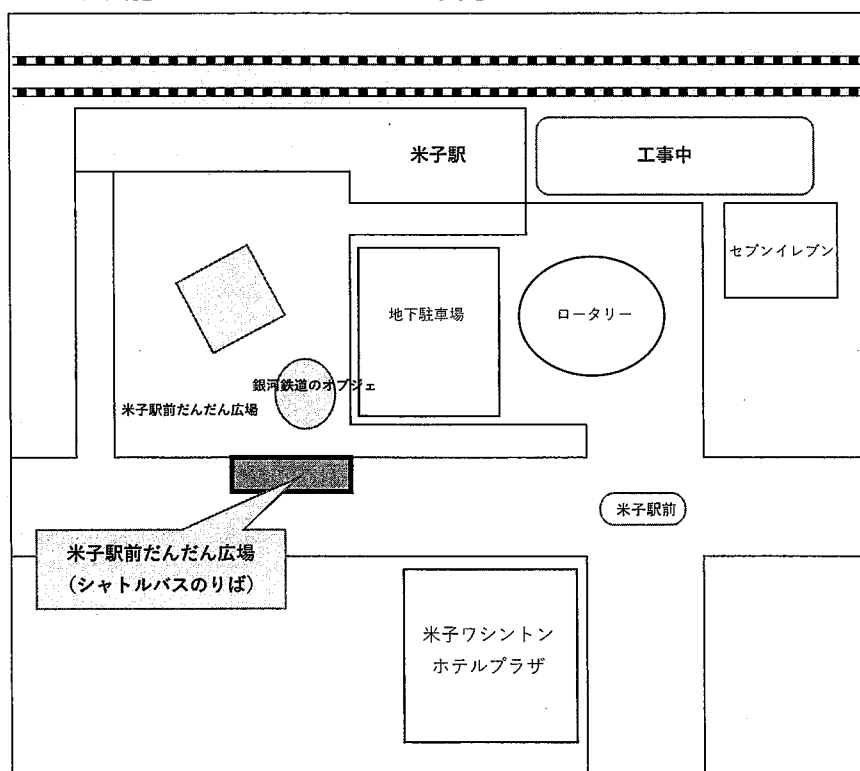 米子駅
工事中
セブンイレブン
地下駐車場
ロータリー
銀河鉄道のオブジェ
米子駅前だんだん広場
米子駅前
米子駅前だんだん広場
(シャトルバスのりば)
米子ワシントン
ホテルプラザ